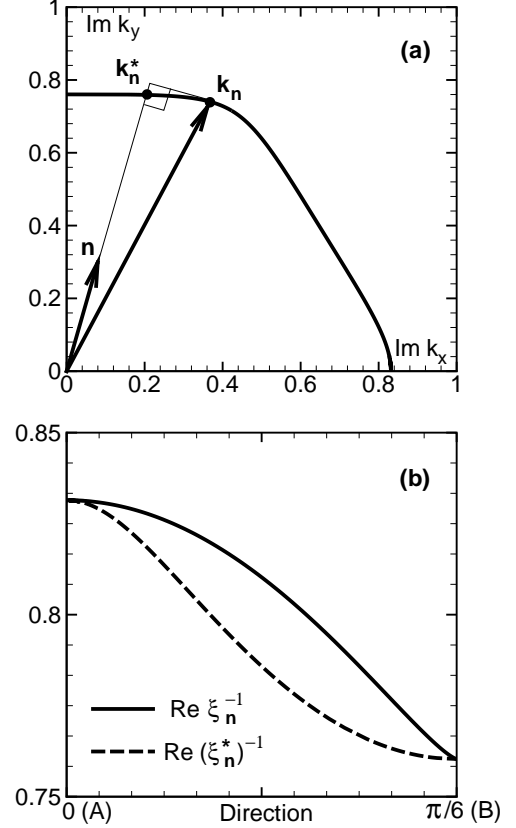 1
Im k_y
(a)
k_n^*
k_n
0.8
0.6
0.4
n
0.2
Im k_x
0
0
0.2
0.4
0.6
0.8
1
0.85
(b)
0.8
Re ξ_n^{-1}
Re (ξ_n^*)^{-1}
0.75
0 (A)
Direction
π/6 (B)